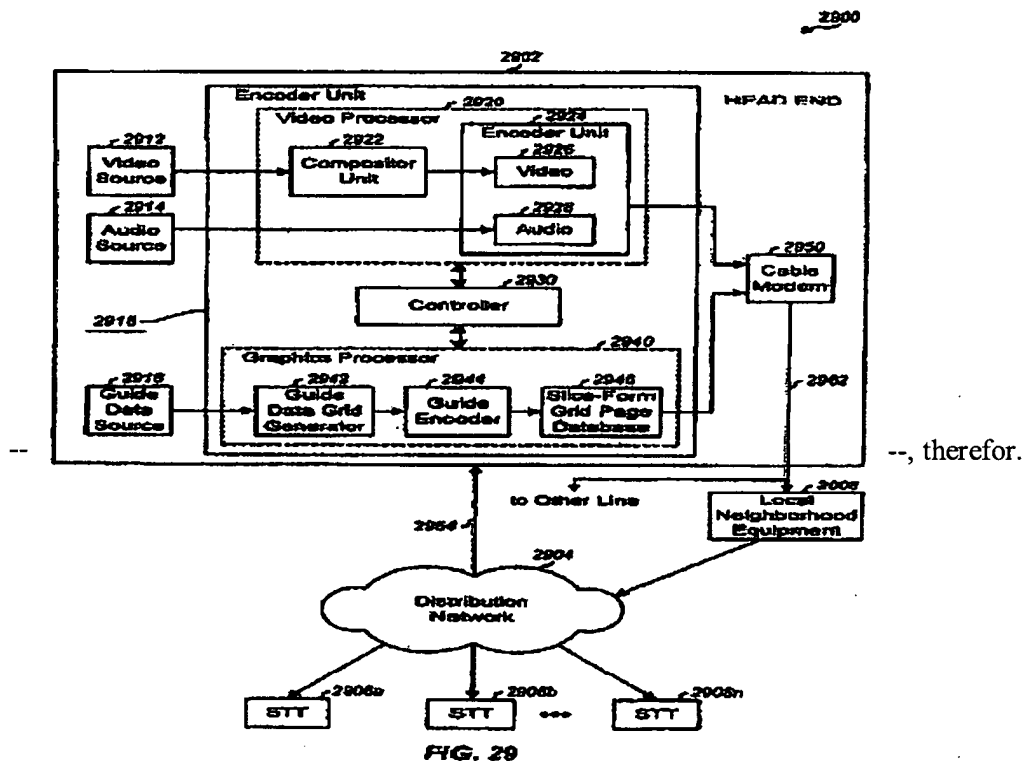 2900
2902
Encoder Unit
HEAD END
2920
Video Processor
2924
Encoder Unit
2912
Video Source
2922
Compositor Unit
2926
Video
2914
Audio Source
2928
Audio
2950
Cable Modem
2930
Controller
2918
2940
Graphics Processor
2962
2916
Guide Data Source
2942
Guide Data Grid Generator
2944
Guide Encoder
2946
Slice-Form Grid Page Database
--
--, therefor.
to Other Line
2964
Local Neighborhood Equipment
2904
Distribution Network
STT
STT
STT
FIG. 29